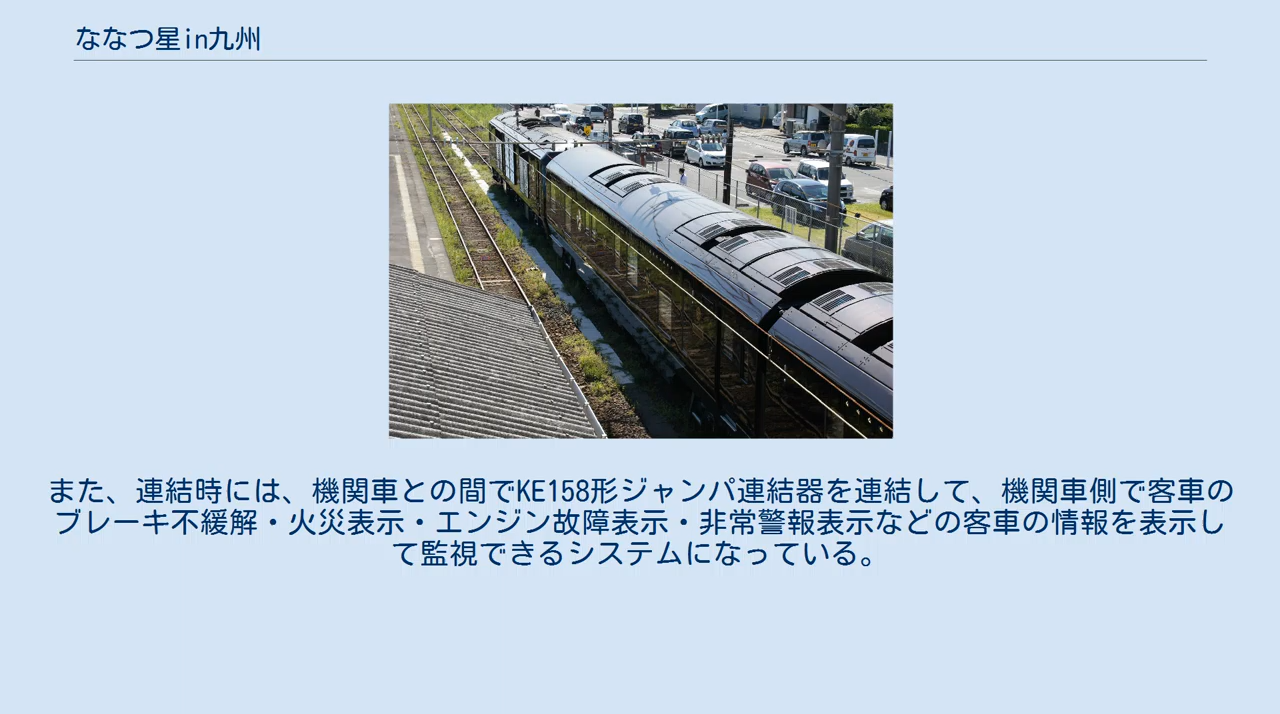 ななつ星in九州
また、連結時には、機関車との間でKE158形ジャンパ連結器を連結して、機関車側で客車の
ブレーキ不緩解・火災表示・エンジン故障表示・非常警報表示などの客車の情報を表示し
て監視できるシステムになっている。